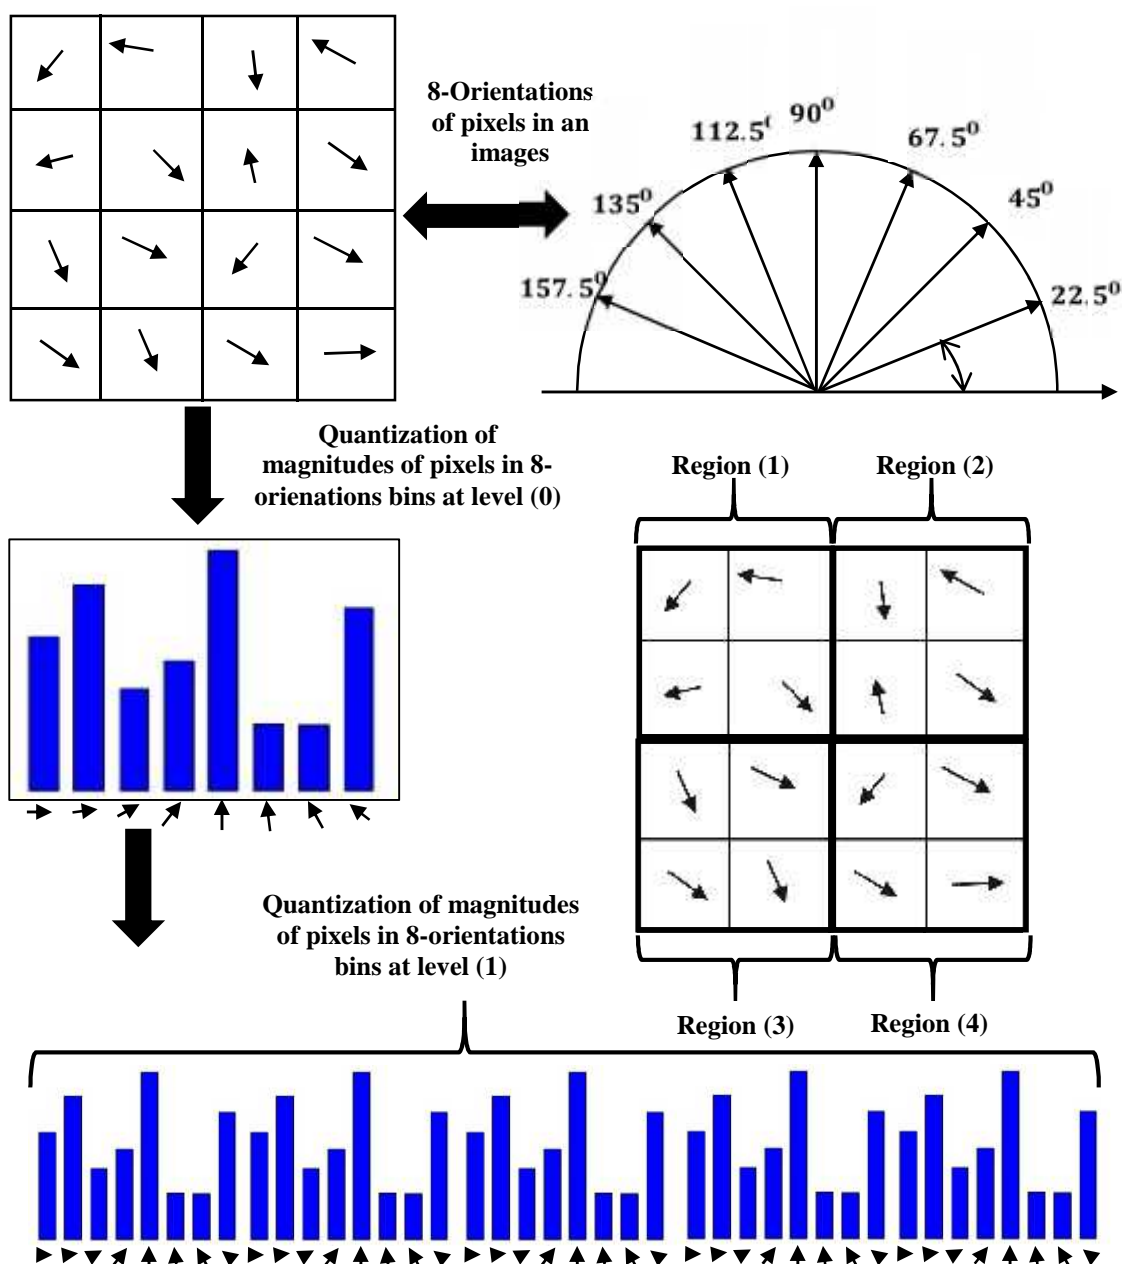 8-Orientations
of pixels in an
images
112.5⁽
90⁰
67.5⁰
135⁰
45⁰
157.5⁰
22.5⁰
Quantization of
magnitudes of pixels in 8-
orienations bins at level (0)
Region (1)
Region (2)
Quantization of magnitudes
of pixels in 8-orientations
bins at level (1)
Region (3)
Region (4)